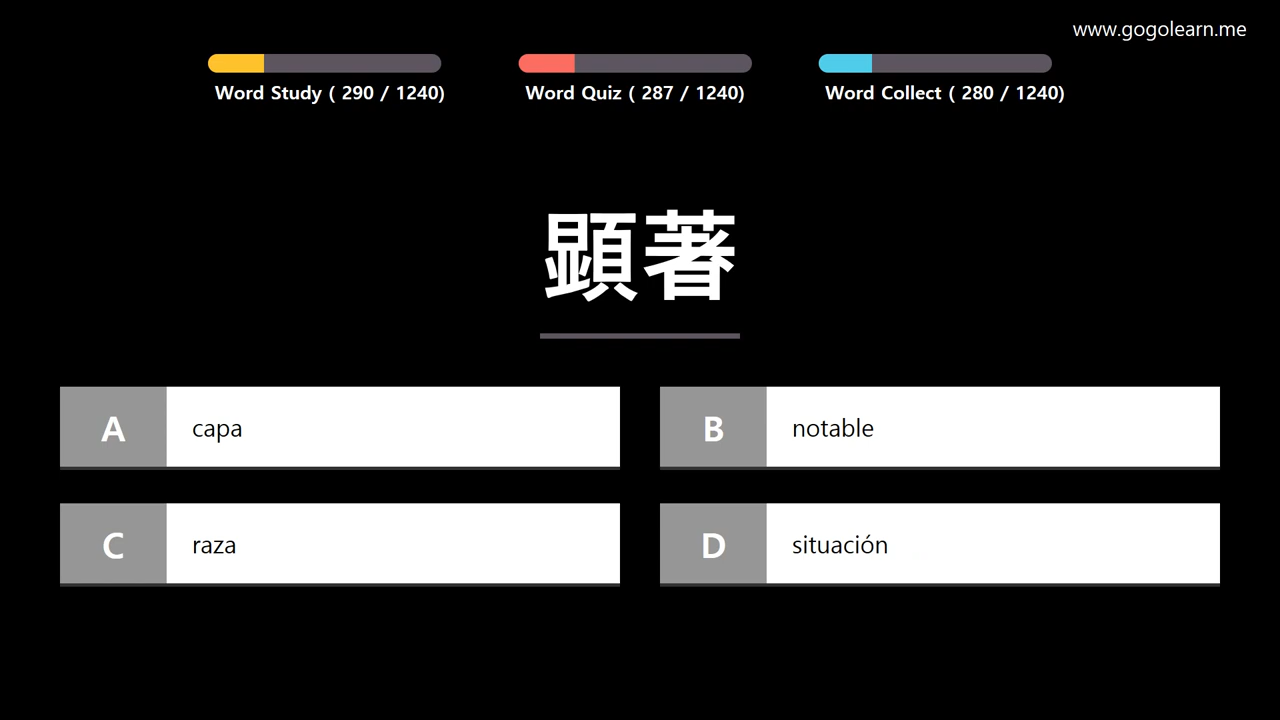 www.gogolearn.me
Word Study ( 290 / 1240)
Word Quiz ( 287 / 1240)
Word Collect ( 280 / 1240)
顕著
A capa
B notable
C raza
D situación